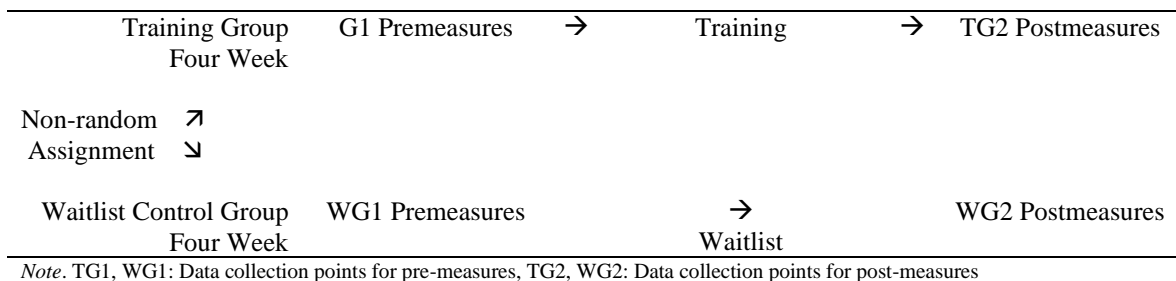 Training Group G1 Premeasures → Training → TG2 Postmeasures
Four Week
Non-random ↗
Assignment ↘
Waitlist Control Group WG1 Premeasures → WG2 Postmeasures
Four Week Waitlist
Note. TG1, WG1: Data collection points for pre-measures, TG2, WG2: Data collection points for post-measures